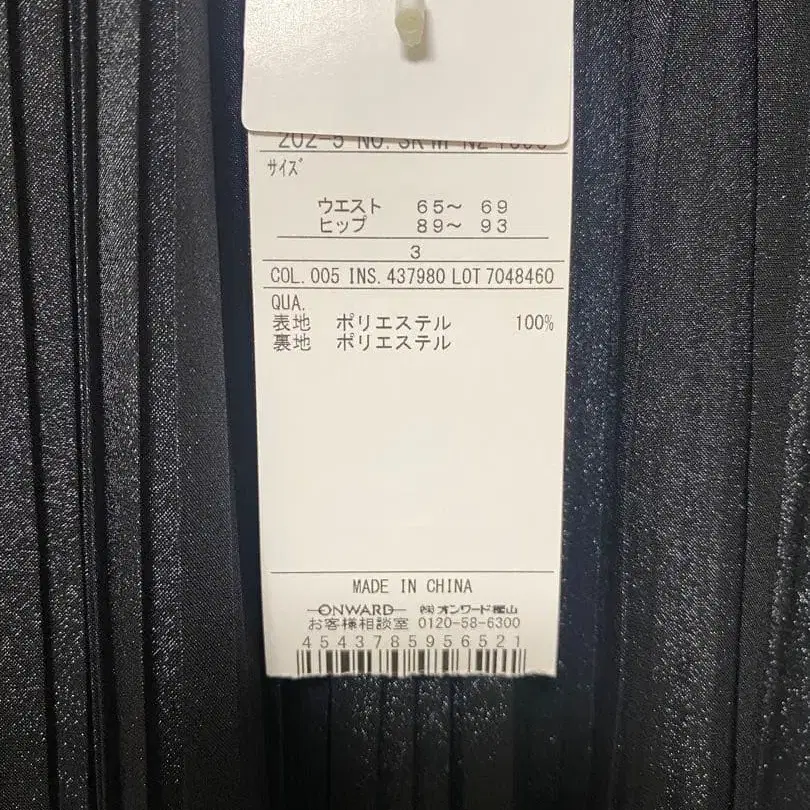 サイズ
ウエスト 65～ 69
ヒップ 89～ 93
3
COL.005 INS.437980 LOT 7048460
QUA.
表地 ポリエステル 100%
裏地 ポリエステル
MADE IN CHINA
ONWARD ㈱オンワード樫山
お客様相談室 0120-58-6300
4543785956521